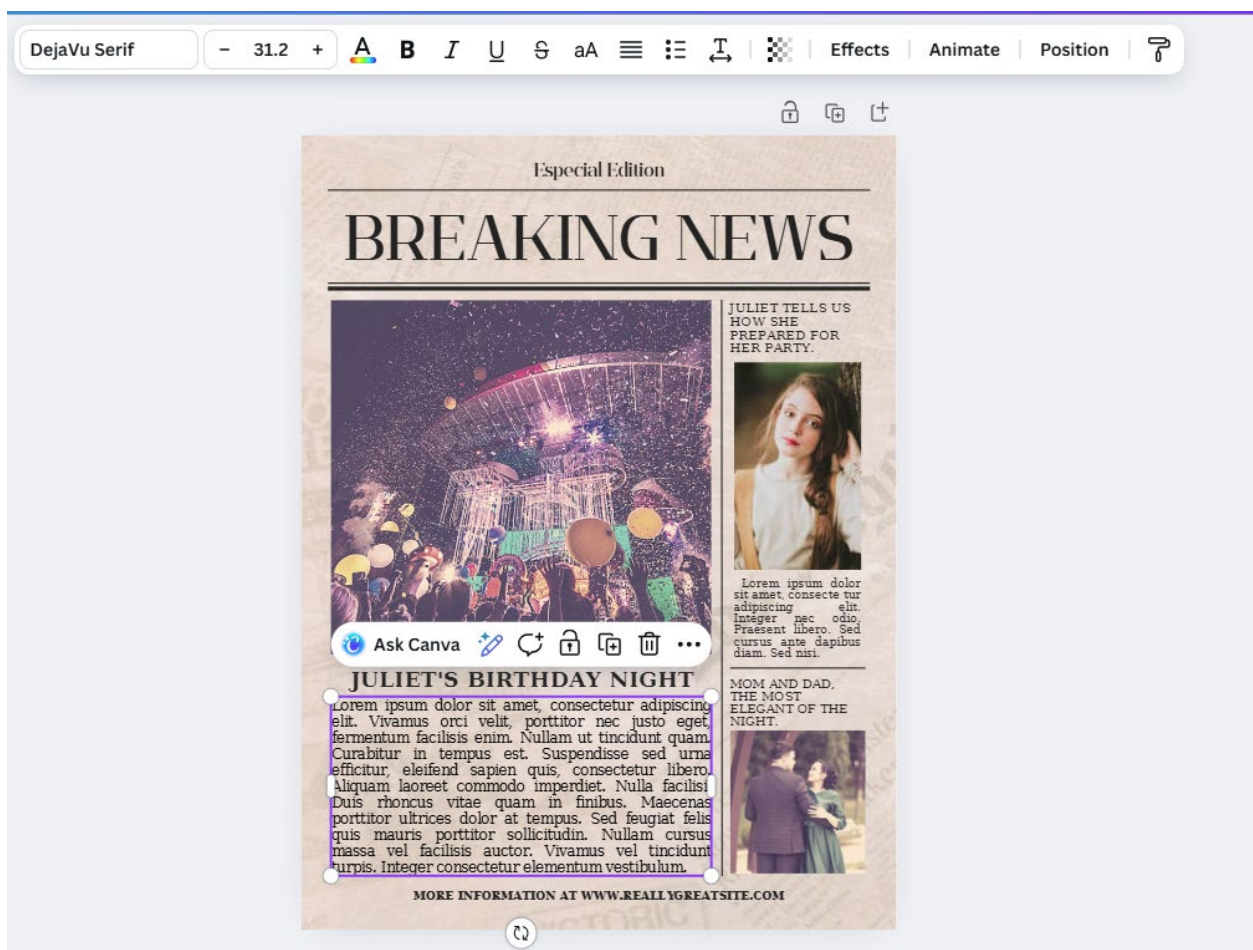 DejaVu Serif
– 31.2 +
A B I U S aA
Effects
Animate
Position
Especial Edition
BREAKING NEWS
JULIET TELLS US
HOW SHE
PREPARED FOR
HER PARTY.
Lorem ipsum dolor
sit amet, consecte tur
adipiscing elit.
Integer nec odio.
Praesent libero. Sed
cursus ante dapibus
diam. Sed nisi.
Ask Canva
JULIET'S BIRTHDAY NIGHT
Lorem ipsum dolor sit amet, consectetur adipiscing
elit. Vivamus orci velit, porttitor nec justo eget,
fermentum facilisis enim. Nullam ut tincidunt quam.
Curabitur in tempus est. Suspendisse sed urna
efficitur, eleifend sapien quis, consectetur libero.
Aliquam laoreet commodo imperdiet. Nulla facilisi
Duis rhoncus vitae quam in finibus. Maecenas
porttitor ultrices dolor at tempus. Sed feugiat felis
quis mauris porttitor sollicitudin. Nullam cursus
massa vel facilisis auctor. Vivamus vel tincidunt
turpis. Integer consectetur elementum vestibulum.
MOM AND DAD,
THE MOST
ELEGANT OF THE
NIGHT.
MORE INFORMATION AT WWW.REALLYGREATSITE.COM